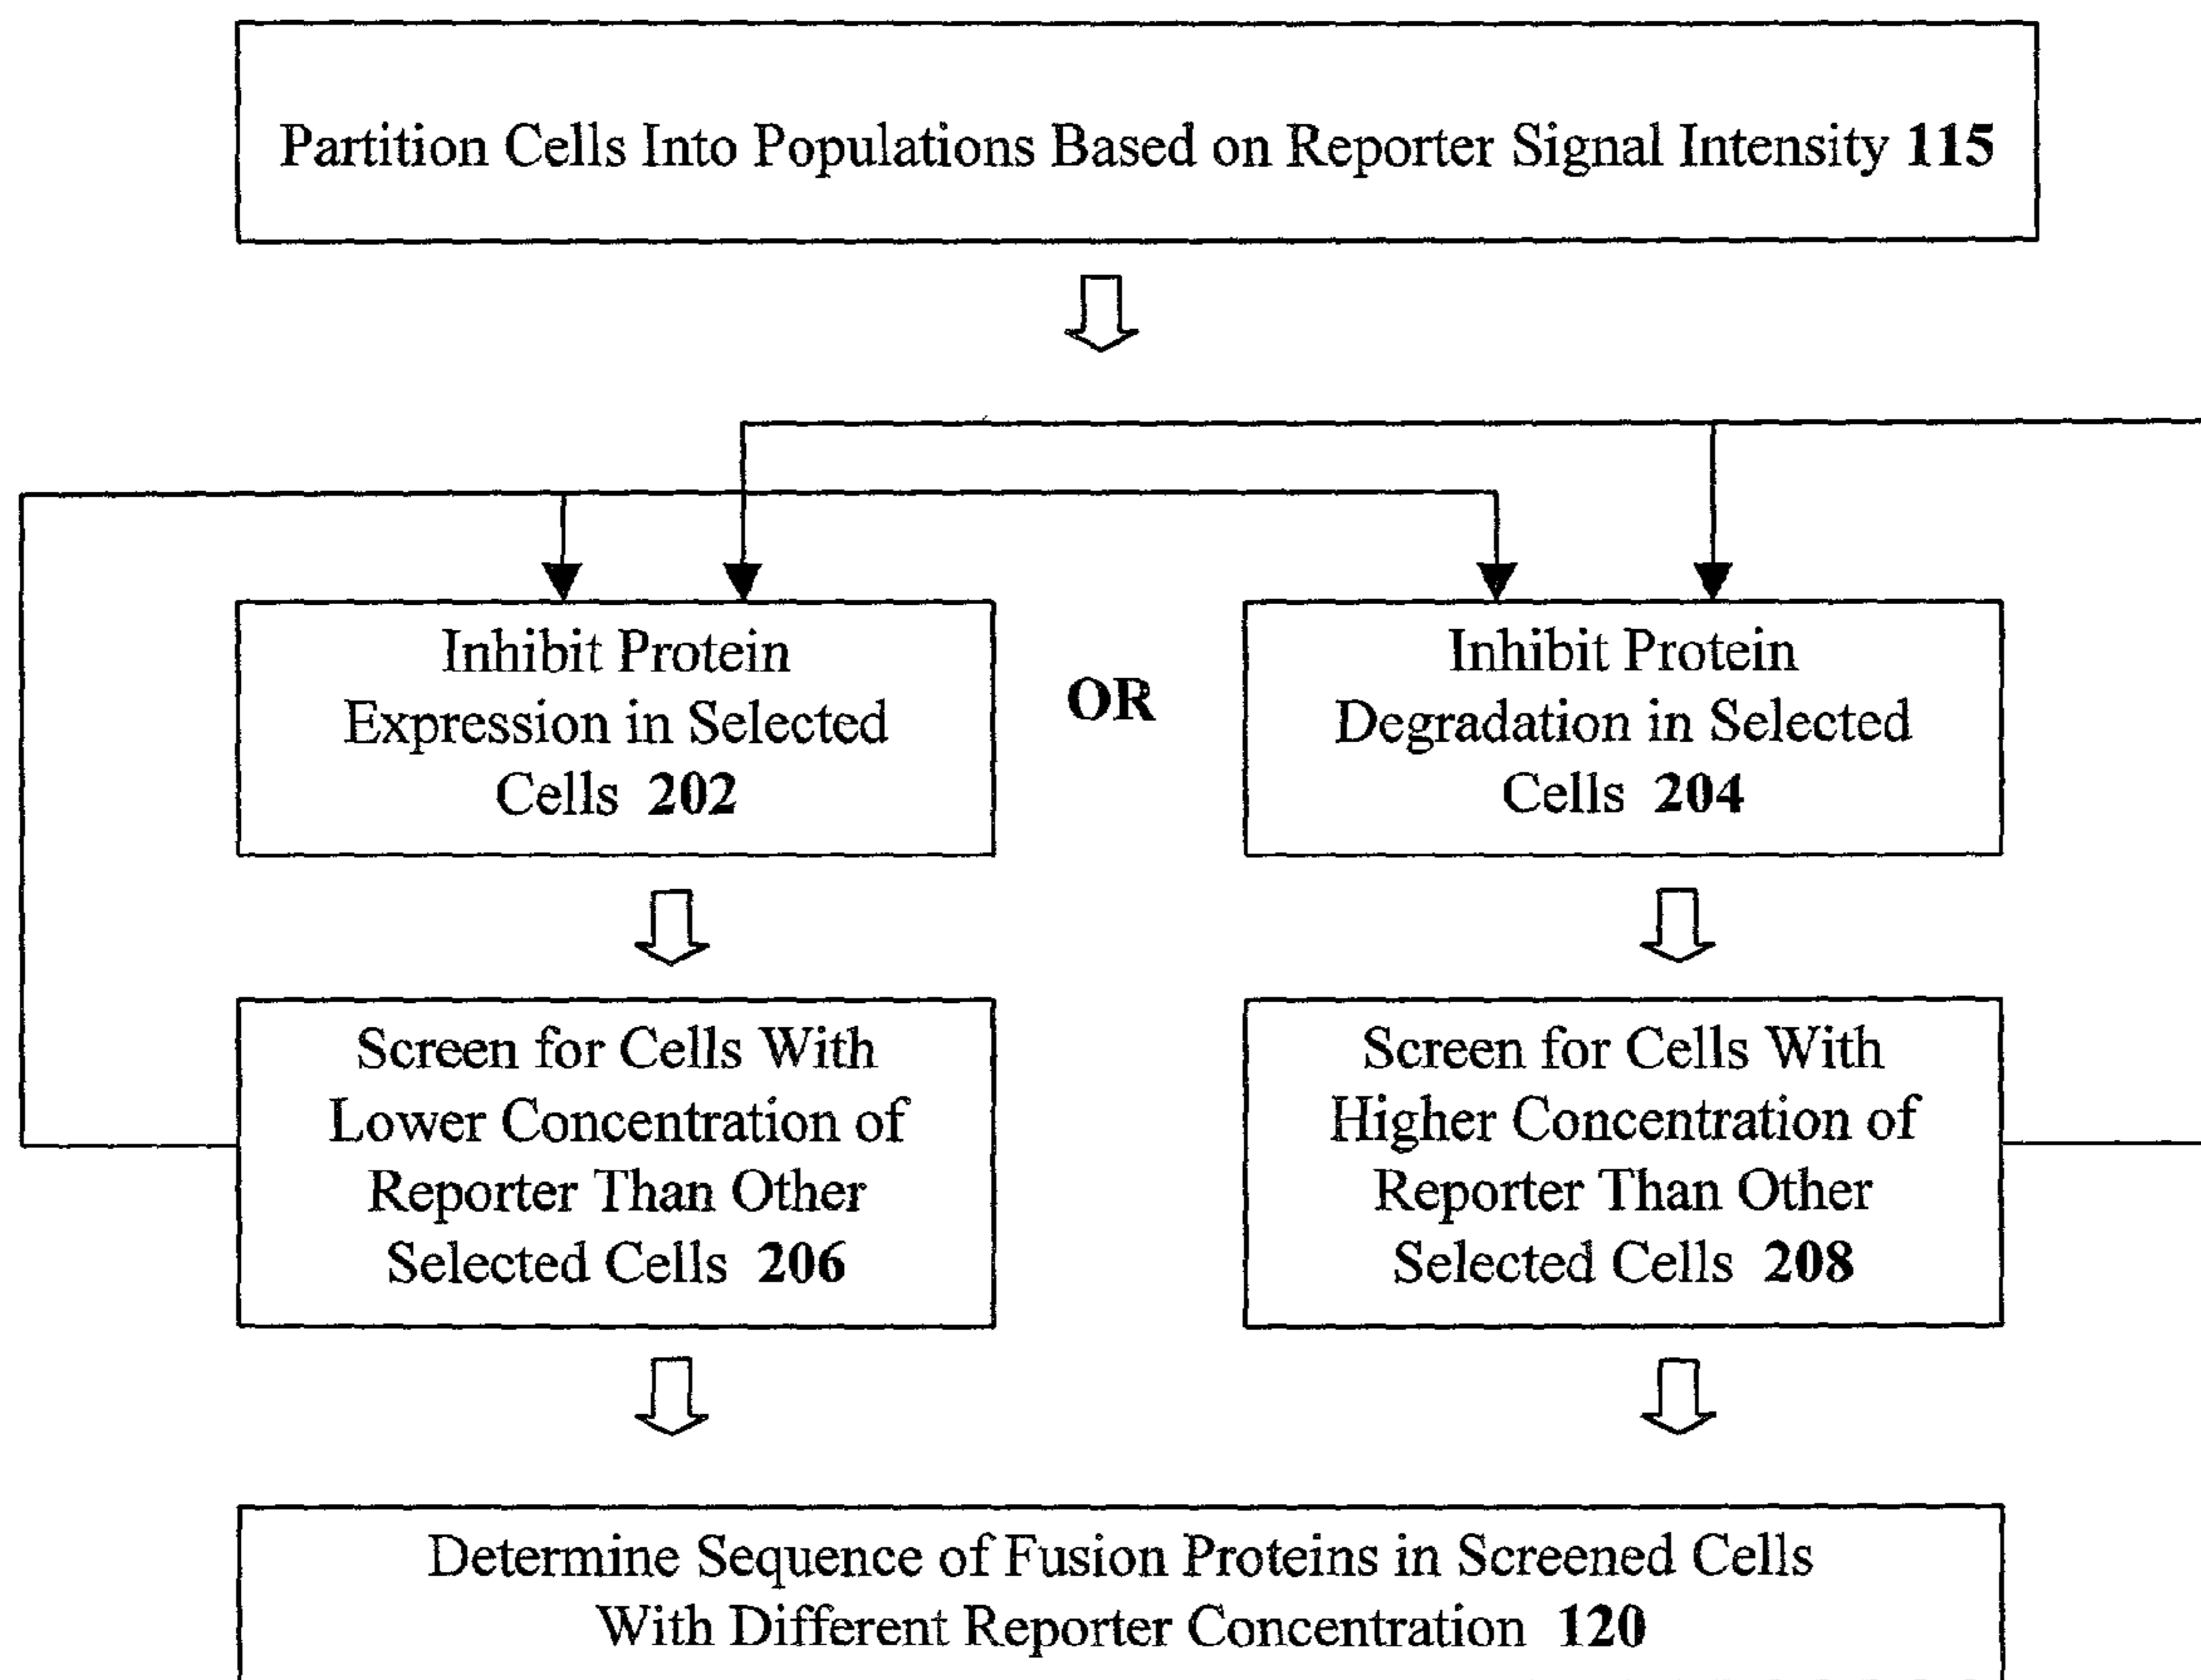 Partition Cells Into Populations Based on Reporter Signal Intensity 115
Inhibit Protein
Expression in Selected
Cells 202
OR
Inhibit Protein
Degradation in Selected
Cells 204
Screen for Cells With
Lower Concentration of
Reporter Than Other
Selected Cells 206
Screen for Cells With
Higher Concentration of
Reporter Than Other
Selected Cells 208
Determine Sequence of Fusion Proteins in Screened Cells
With Different Reporter Concentration 120